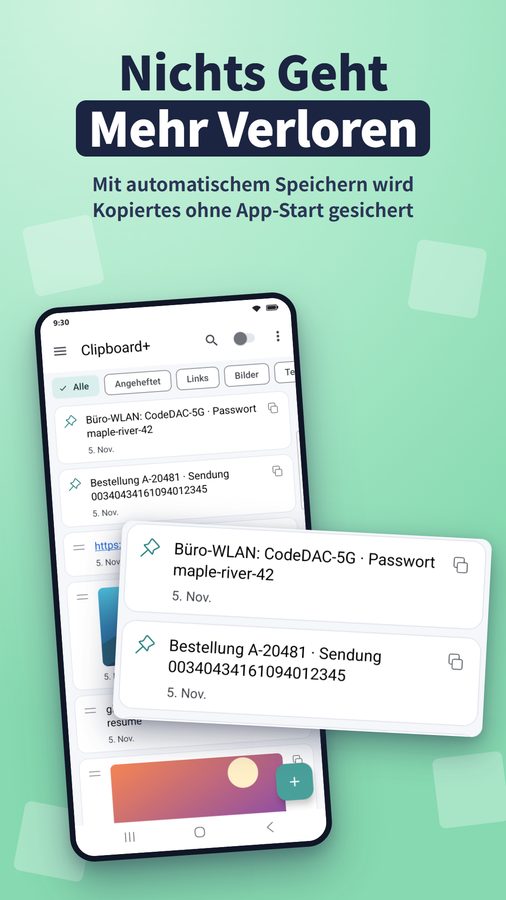 Nichts Geht
Mehr Verloren
Mit automatischem Speichern wird
Kopiertes ohne App-Start gesichert
9:30
Clipboard+
Alle
Angeheftet
Links
Bilder
Büro-WLAN: CodeDAC-5G · Passwort
maple-river-42
5. Nov.
Bestellung A-20481 · Sendung
00340434161094012345
5. Nov.
https:
5. Nov
Büro-WLAN: CodeDAC-5G · Passwort
maple-river-42
5. Nov.
Bestellung A-20481 · Sendung
00340434161094012345
5. Nov.
resume
5. Nov.